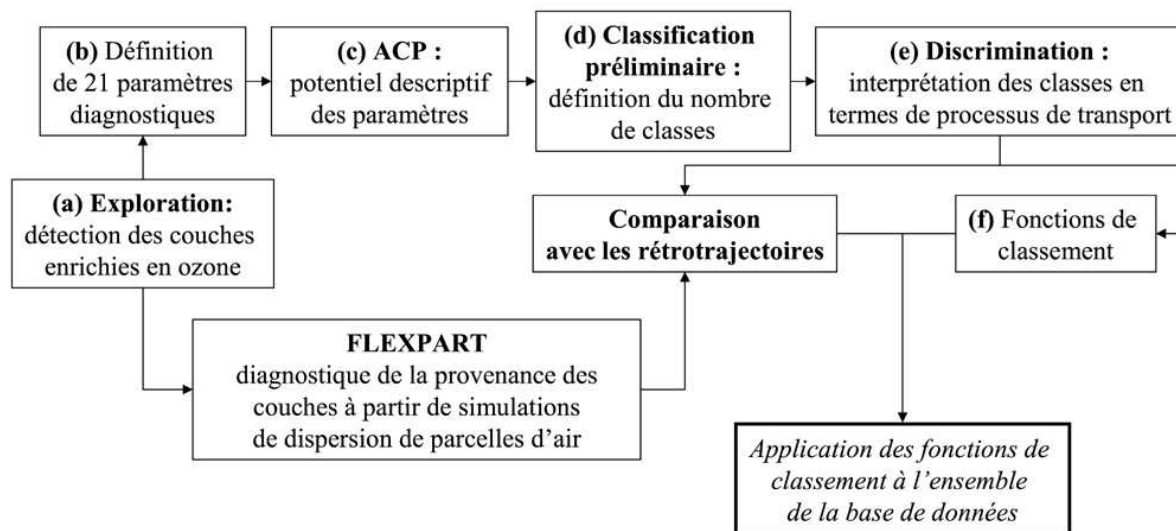 (b) Définition
de 21 paramètres
diagnostiques
(c) ACP :
potentiel descriptif
des paramètres
(d) Classification
préliminaire :
définition du nombre
de classes
(e) Discrimination :
interprétation des classes en
termes de processus de transport
(a) Exploration:
détection des couches
enrichies en ozone
Comparaison
avec les rétrotrajectoires
(f) Fonctions de
classement
FLEXPART
diagnostique de la provenance des
couches à partir de simulations
de dispersion de parcelles d’air
Application des fonctions de
classement à l’ensemble
de la base de données